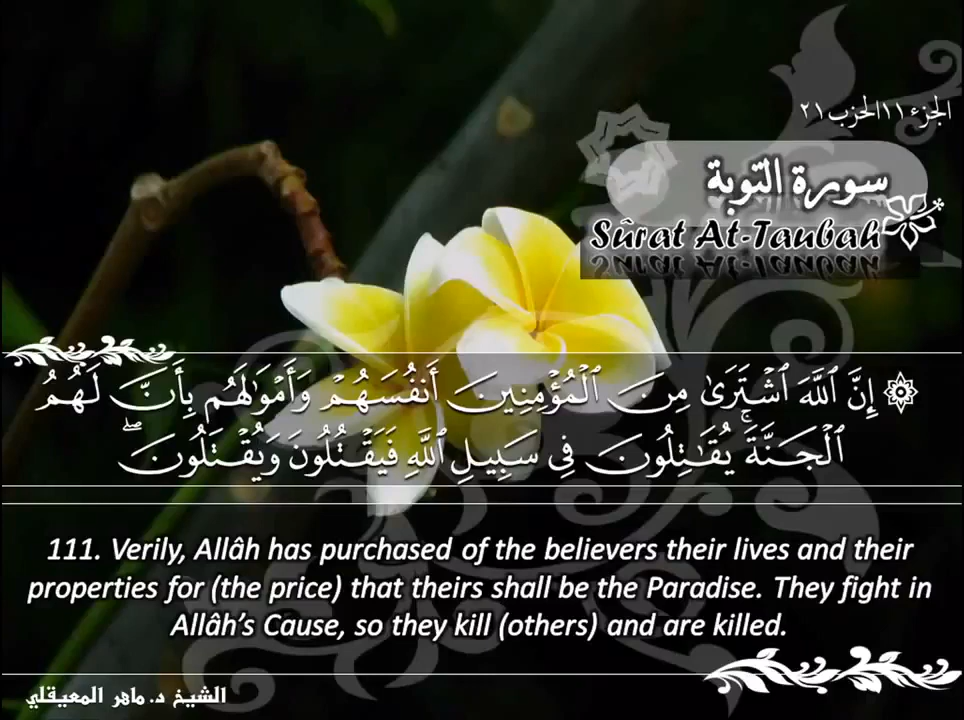 الجزء ١١ الحزب ٢١
سورة التوبة
Sûrat At-Taubah
۞ إِنَّ ٱللَّهَ ٱشْتَرَىٰ مِنَ ٱلْمُؤْمِنِينَ أَنفُسَهُمْ وَأَمْوَٰلَهُم بِأَنَّ لَهُمُ
ٱلْجَنَّةَ ۚ يُقَـٰتِلُونَ فِى سَبِيلِ ٱللَّهِ فَيَقْتُلُونَ وَيُقْتَلُونَ ۖ
111. Verily, Allâh has purchased of the believers their lives and their
properties for (the price) that theirs shall be the Paradise. They fight in
Allâh’s Cause, so they kill (others) and are killed.
الشيخ د. ماهر المعيقلي